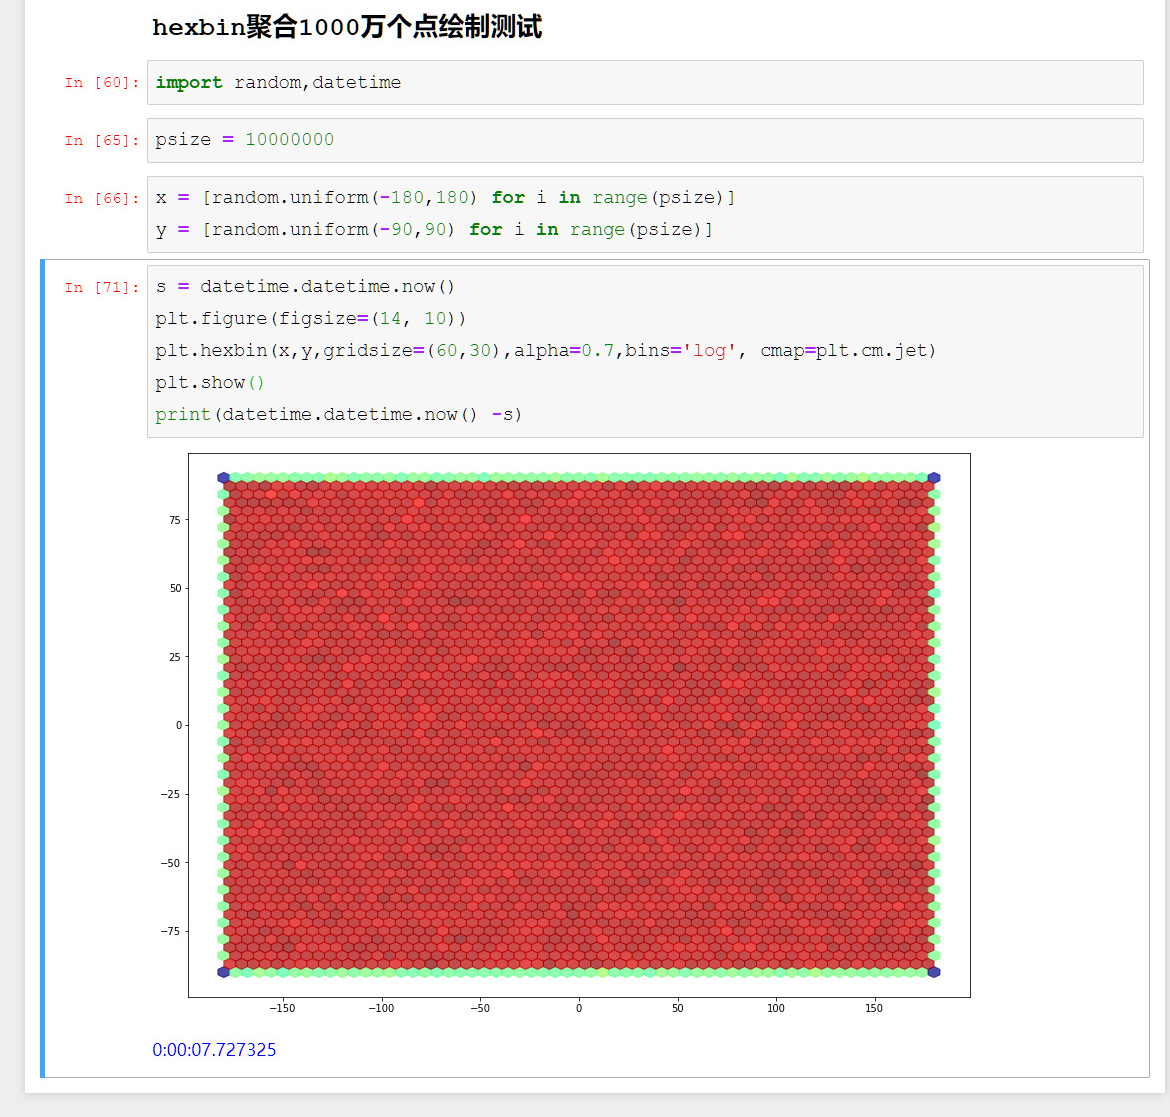 hexbin聚合1000万个点绘制测试
In [60]: import random,datetime
In [65]: psize = 10000000
In [66]: x = [random.uniform(-180,180) for i in range(psize)]
y = [random.uniform(-90,90) for i in range(psize)]
In [71]: s = datetime.datetime.now()
plt.figure(figsize=(14, 10))
plt.hexbin(x,y,gridsize=(60,30),alpha=0.7,bins='log', cmap=plt.cm.jet)
plt.show()
print(datetime.datetime.now() -s)
75
50
25
0
−25
−50
−75
−150 −100 −50 0 50 100 150
0:00:07.727325